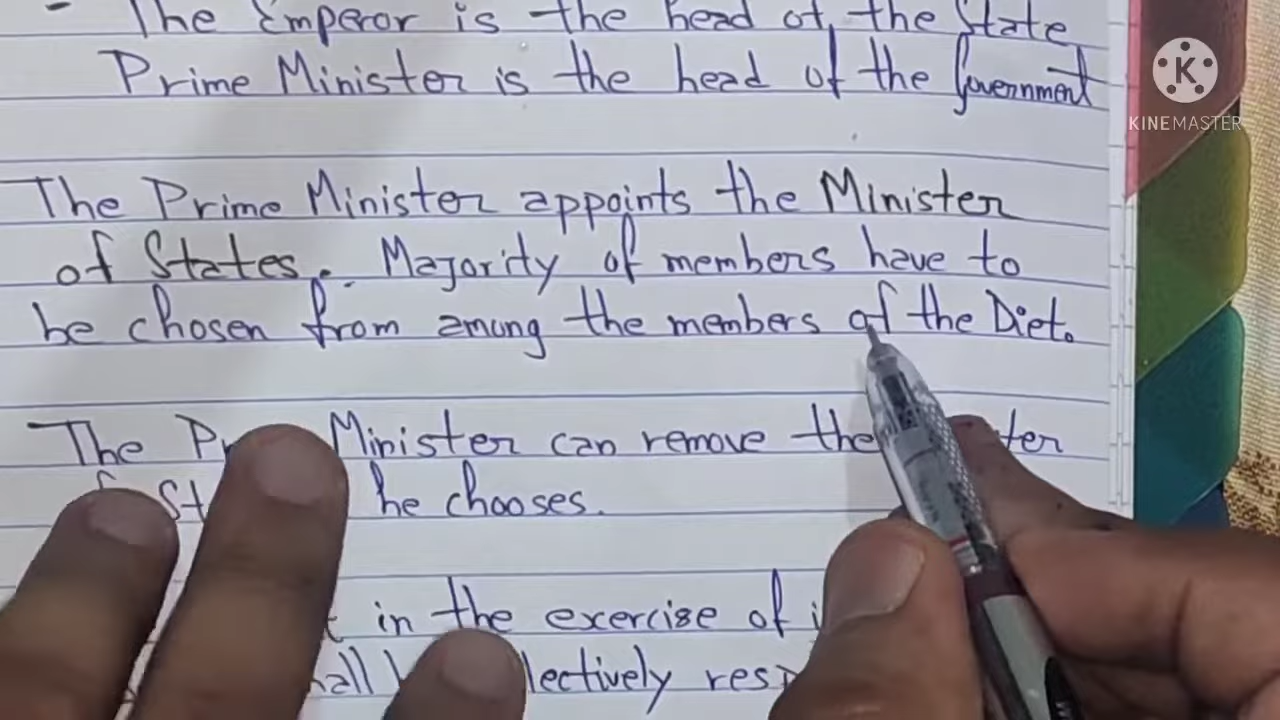 - The Emperor is the head of the State
Prime Minister is the head of the Government
K
KINEMASTER
The Prime Minister appoints the Minister
of States. Majority of members have to
be chosen from among the members of the Diet.
The Minister can remove the
he chooses.
in the exercise of